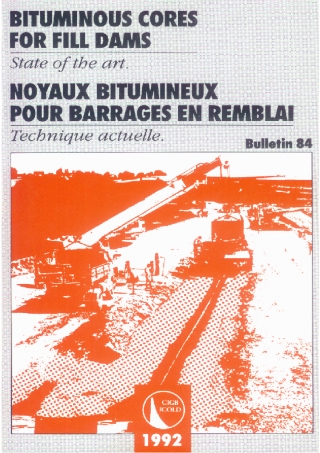 BITUMINOUS CORES
FOR FILL DAMS
State of the art.
NOYAUX BITUMINEUX
POUR BARRAGES EN REMBLAI
Technique actuelle.
Bulletin 84
CIGB
ICOLD
1992